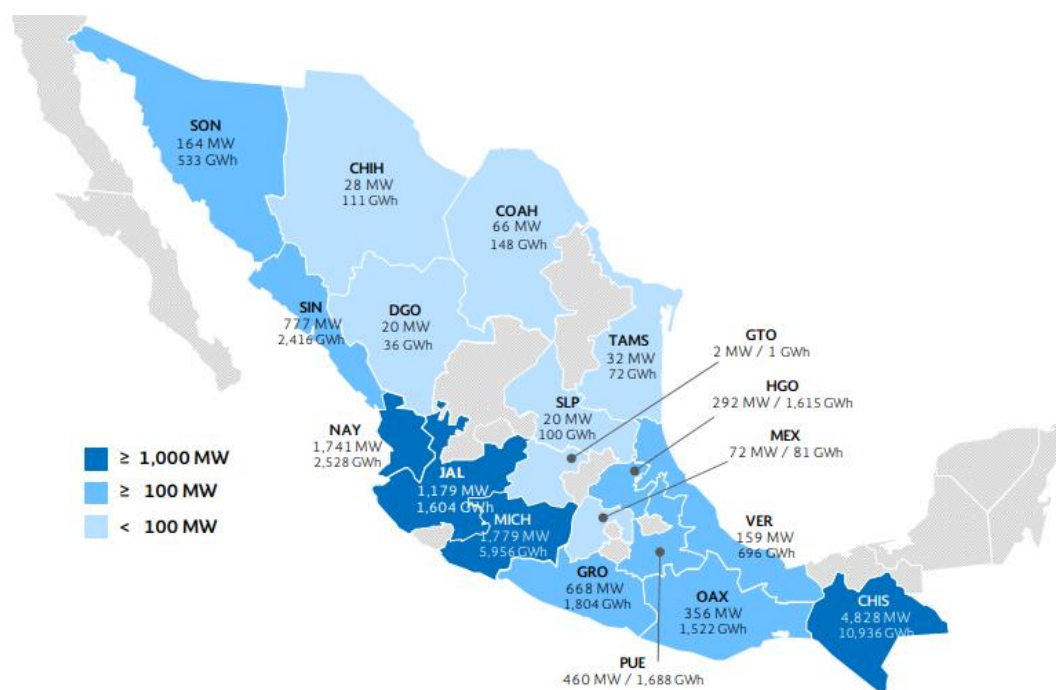 SON
164 MW
533 GWh
CHIH
28 MW
111 GWh
COAH
66 MW
148 GWh
SIN
777 MW
2,416 GWh
DGO
20 MW
36 GWh
TAMS
32 MW
72 GWh
GTO
2 MW / 1 GWh
HGO
292 MW / 1,615 GWh
SLP
20 MW
100 GWh
MEX
72 MW / 81 GWh
NAY
1,741 MW
2,528 GWh
≥ 1,000 MW
≥ 100 MW
< 100 MW
JAL
1,179 MW
1,604 GWh
MICH
1,779 MW
5,956 GWh
VER
159 MW
696 GWh
GRO
668 MW
1,804 GWh
OAX
356 MW
1,522 GWh
CHIS
4,828 MW
10,936 GWh
PUE
460 MW / 1,688 GWh